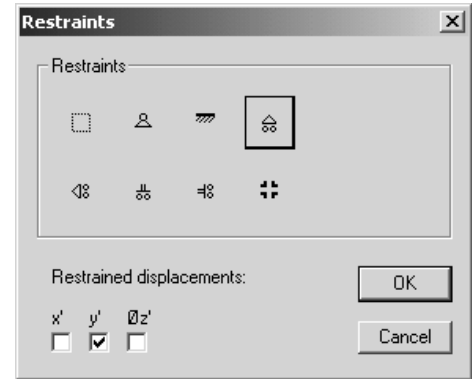 Restraints
Restraints
Restrained displacements:
x' y' Øz'
OK
Cancel